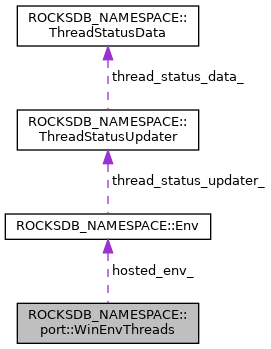 ROCKSDB_NAMESPACE::
ThreadStatusData
thread_status_data_
ROCKSDB_NAMESPACE::
ThreadStatusUpdater
thread_status_updater_
ROCKSDB_NAMESPACE::Env
hosted_env_
ROCKSDB_NAMESPACE::
port::WinEnvThreads